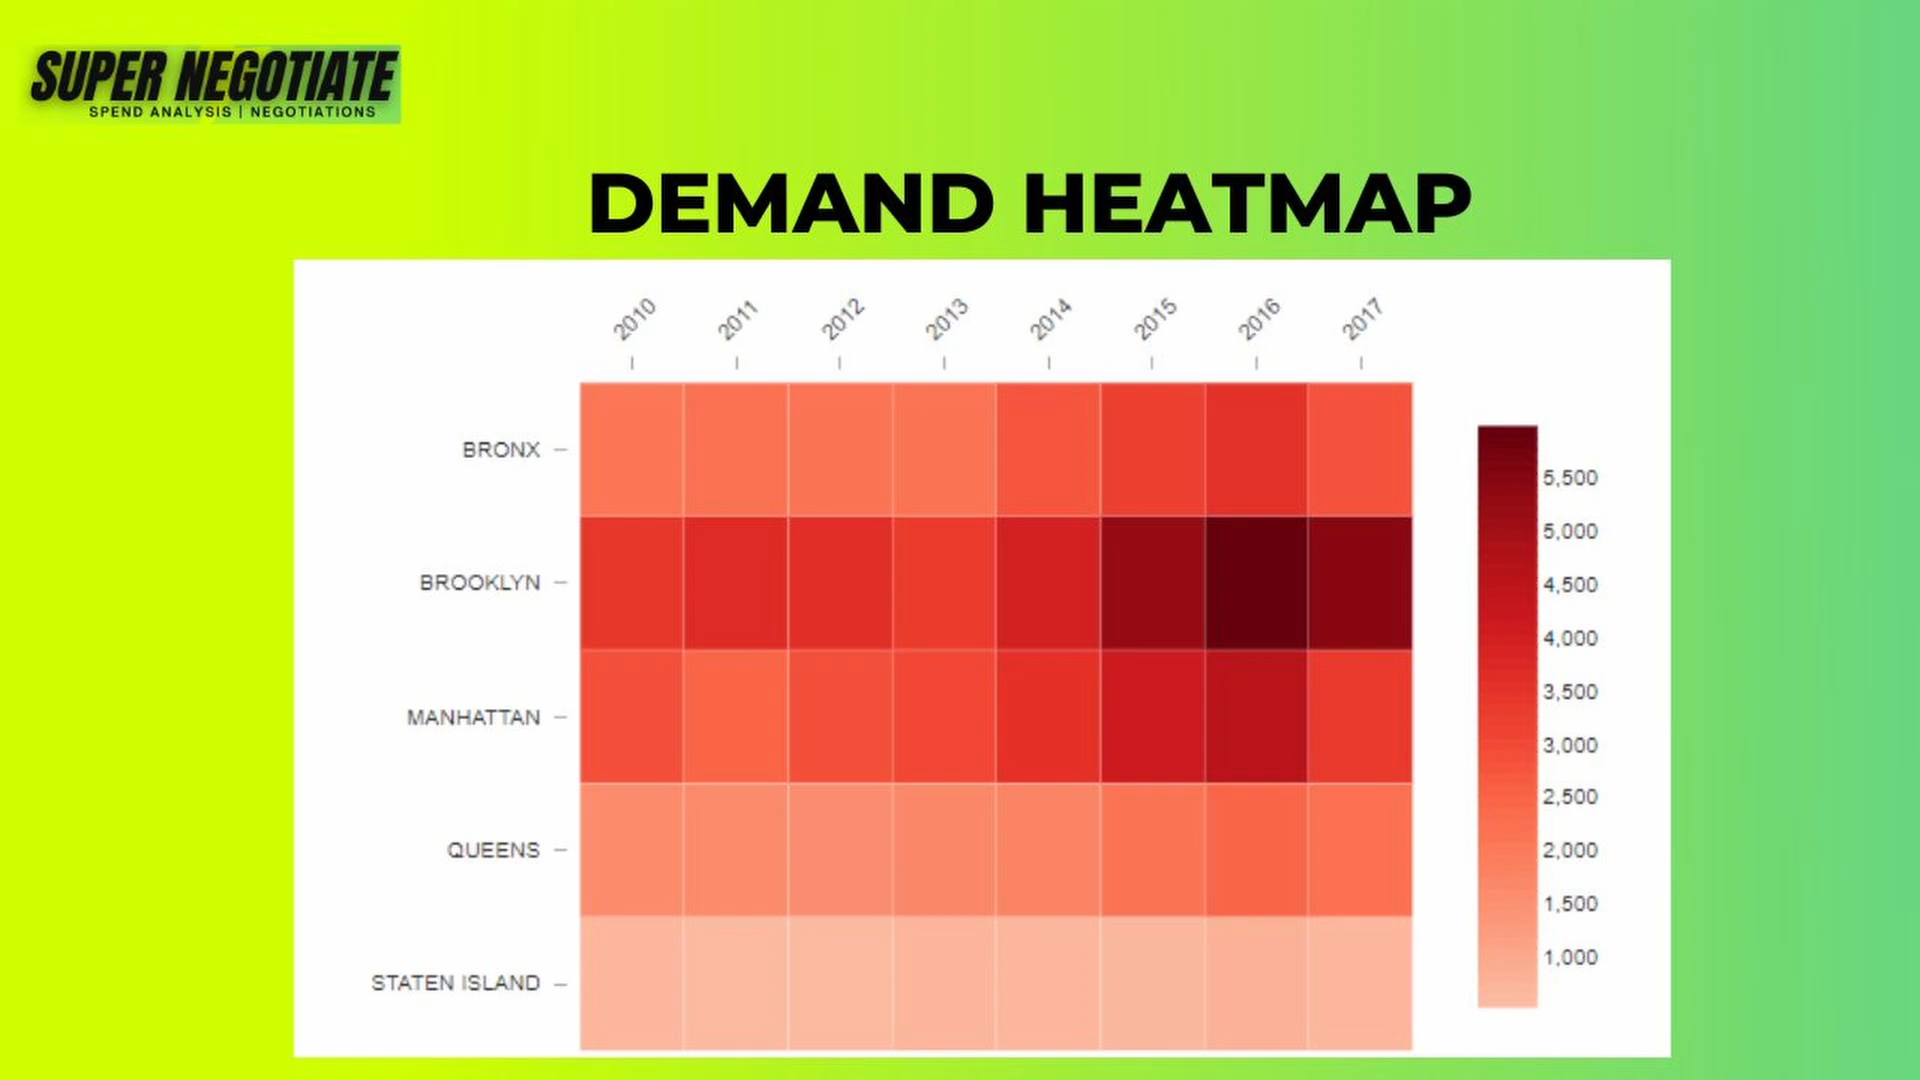 SUPER NEGOTIATE
SPEND ANALYSIS | NEGOTIATIONS
DEMAND HEATMAP
2010 2011 2012 2013 2014 2015 2016 2017
BRONX
BROOKLYN
MANHATTAN
QUEENS
STATEN ISLAND
5,500
5,000
4,500
4,000
3,500
3,000
2,500
2,000
1,500
1,000